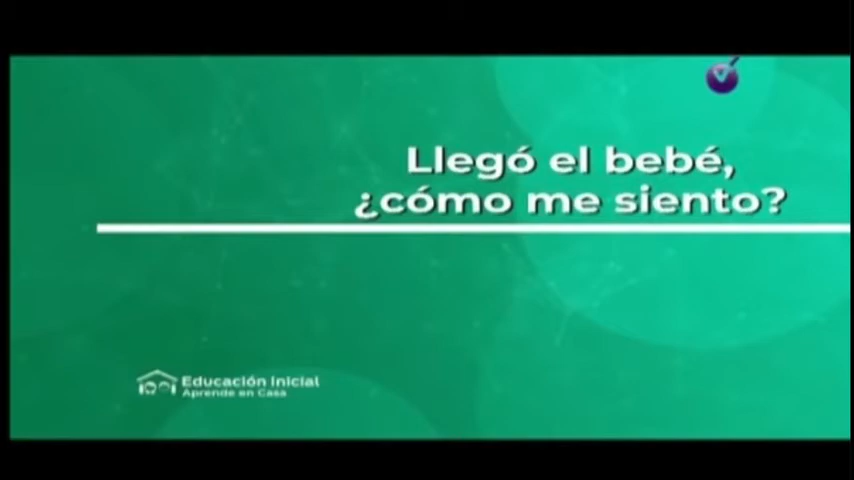 Llegó el bebé,
¿cómo me siento?
Educación Inicial
Aprende en Casa